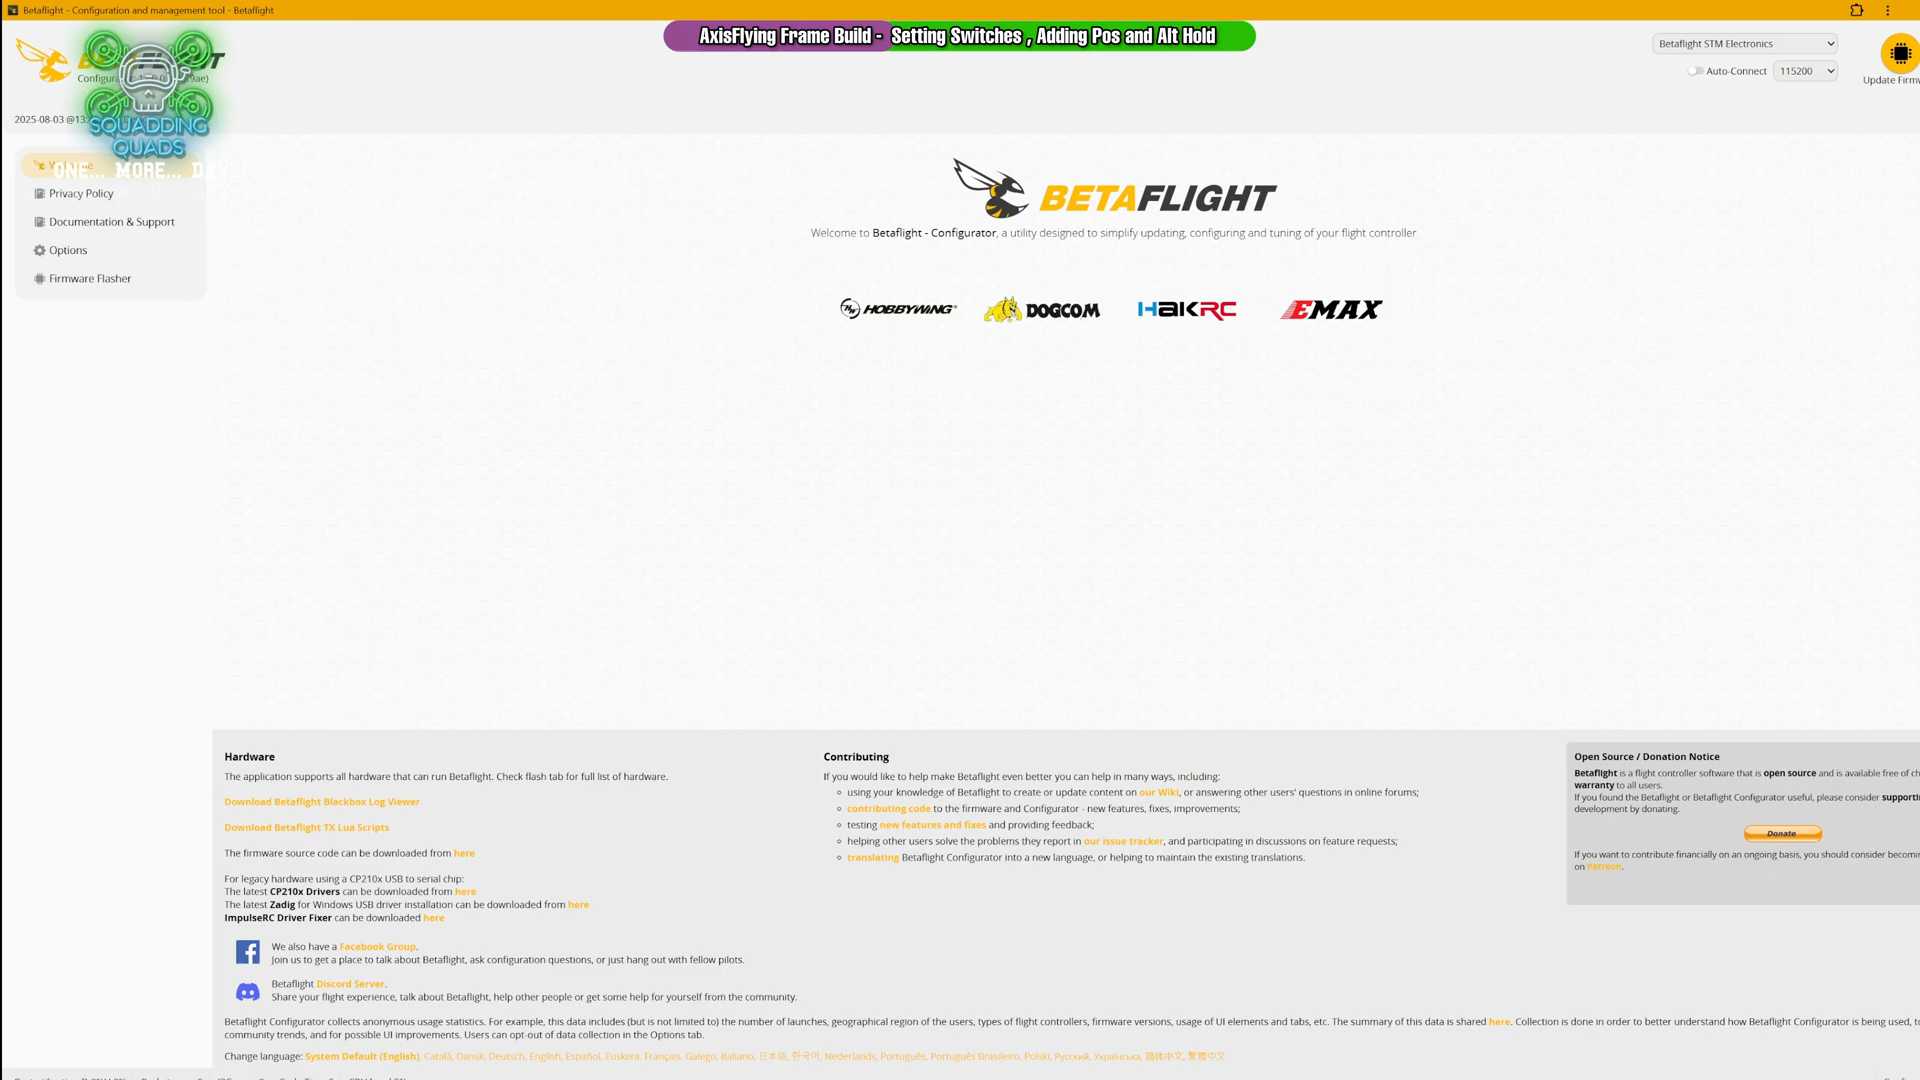 Betaflight - Configuration and management tool - Betaflight
AxisFlying Frame Build - Setting Switches , Adding Pos and Alt Hold
Betaflight STM Electronics
Auto-Connect
115200
Update Firmw
2025-08-03 @13:
SQUADDING
QUADS
ONE... MORE... DAY !
Privacy Policy
Documentation & Support
Options
Firmware Flasher
BETAFLIGHT
Welcome to Betaflight - Configurator, a utility designed to simplify updating, configuring and tuning of your flight controller.
HOBBYWING DOGCOM HAKRC EMAX
Hardware
The application supports all hardware that can run Betaflight. Check flash tab for full list of hardware.
Download Betaflight Blackbox Log Viewer
Download Betaflight TX Lua Scripts
The firmware source code can be downloaded from here
For legacy hardware using a CP210x USB to serial chip:
The latest CP210x Drivers can be downloaded from here
The latest Zadig for Windows USB driver installation can be downloaded from here
ImpulseRC Driver Fixer can be downloaded here
We also have a Facebook Group.
Join us to get a place to talk about Betaflight, ask configuration questions, or just hang out with fellow pilots.
Betaflight Discord Server.
Share your flight experience, talk about Betaflight, help other people or get some help for yourself from the community.
Contributing
If you would like to help make Betaflight even better you can help in many ways, including:
using your knowledge of Betaflight to create or update content on our Wiki, or answering other users' questions in online forums;
contributing code to the firmware and Configurator - new features, fixes, improvements;
testing new features and fixes and providing feedback;
helping other users solve the problems they report in our issue tracker, and participating in discussions on feature requests;
translating Betaflight Configurator into a new language, or helping to maintain the existing translations.
Open Source / Donation Notice
Betaflight is a flight controller software that is open source and is available free of ch
warranty to all users.
If you found the Betaflight or Betaflight Configurator useful, please consider supporti
development by donating.
Donate
If you want to contribute financially on an ongoing basis, you should consider becomin
on Patreon.
Betaflight Configurator collects anonymous usage statistics. For example, this data includes (but is not limited to) the number of launches, geographical region of the users, types of flight controllers, firmware versions, usage of UI elements and tabs, etc. The summary of this data is shared here. Collection is done in order to better understand how Betaflight Configurator is being used, t
community trends, and for possible UI improvements. Users can opt-out of data collection in the Options tab.
Change language: System Default (English), Català, Dansk, Deutsch, English, Español, Euskera, Français, Galego, Italiano, 日本語, 한국어, Nederlands, Português, Português Brasileiro, Polski, Русский, Українська, 简体中文, 繁體中文